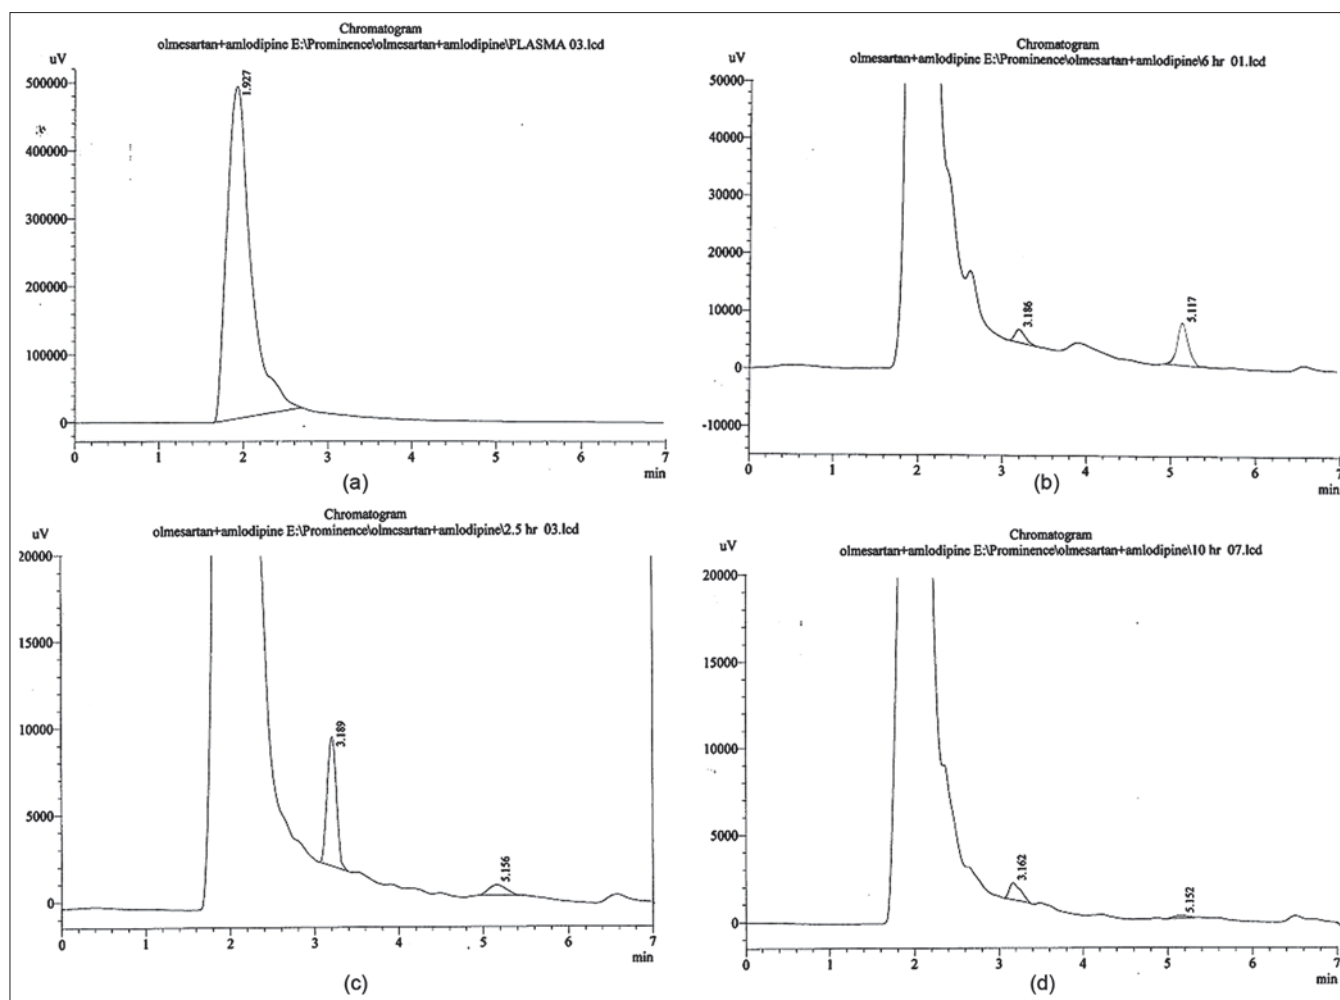 Chromatogram
olmesartan+amlodipine E:\Prominence\olmesartan+amlodipine\PLASMA 03.lcd
uV
500000
400000
300000
200000
100000
0
1.927
0 1 2 3 4 5 6 7
min
(a)
Chromatogram
olmesartan+amlodipine E:\Prominence\olmesartan+amlodipine\6 hr 01.lcd
uV
50000
40000
30000
20000
10000
0
-10000
3.186
5.117
0 1 2 3 4 5 6 7
min
(b)
Chromatogram
olmesartan+amlodipine E:\Prominence\olmesartan+amlodipine\2.5 hr 03.lcd
uV
20000
15000
10000
5000
0
3.189
5.156
0 1 2 3 4 5 6 7
min
(c)
Chromatogram
olmesartan+amlodipine E:\Prominence\olmesartan+amlodipine\10 hr 07.lcd
uV
20000
15000
10000
5000
0
3.162
5.152
0 1 2 3 4 5 6 7
min
(d)